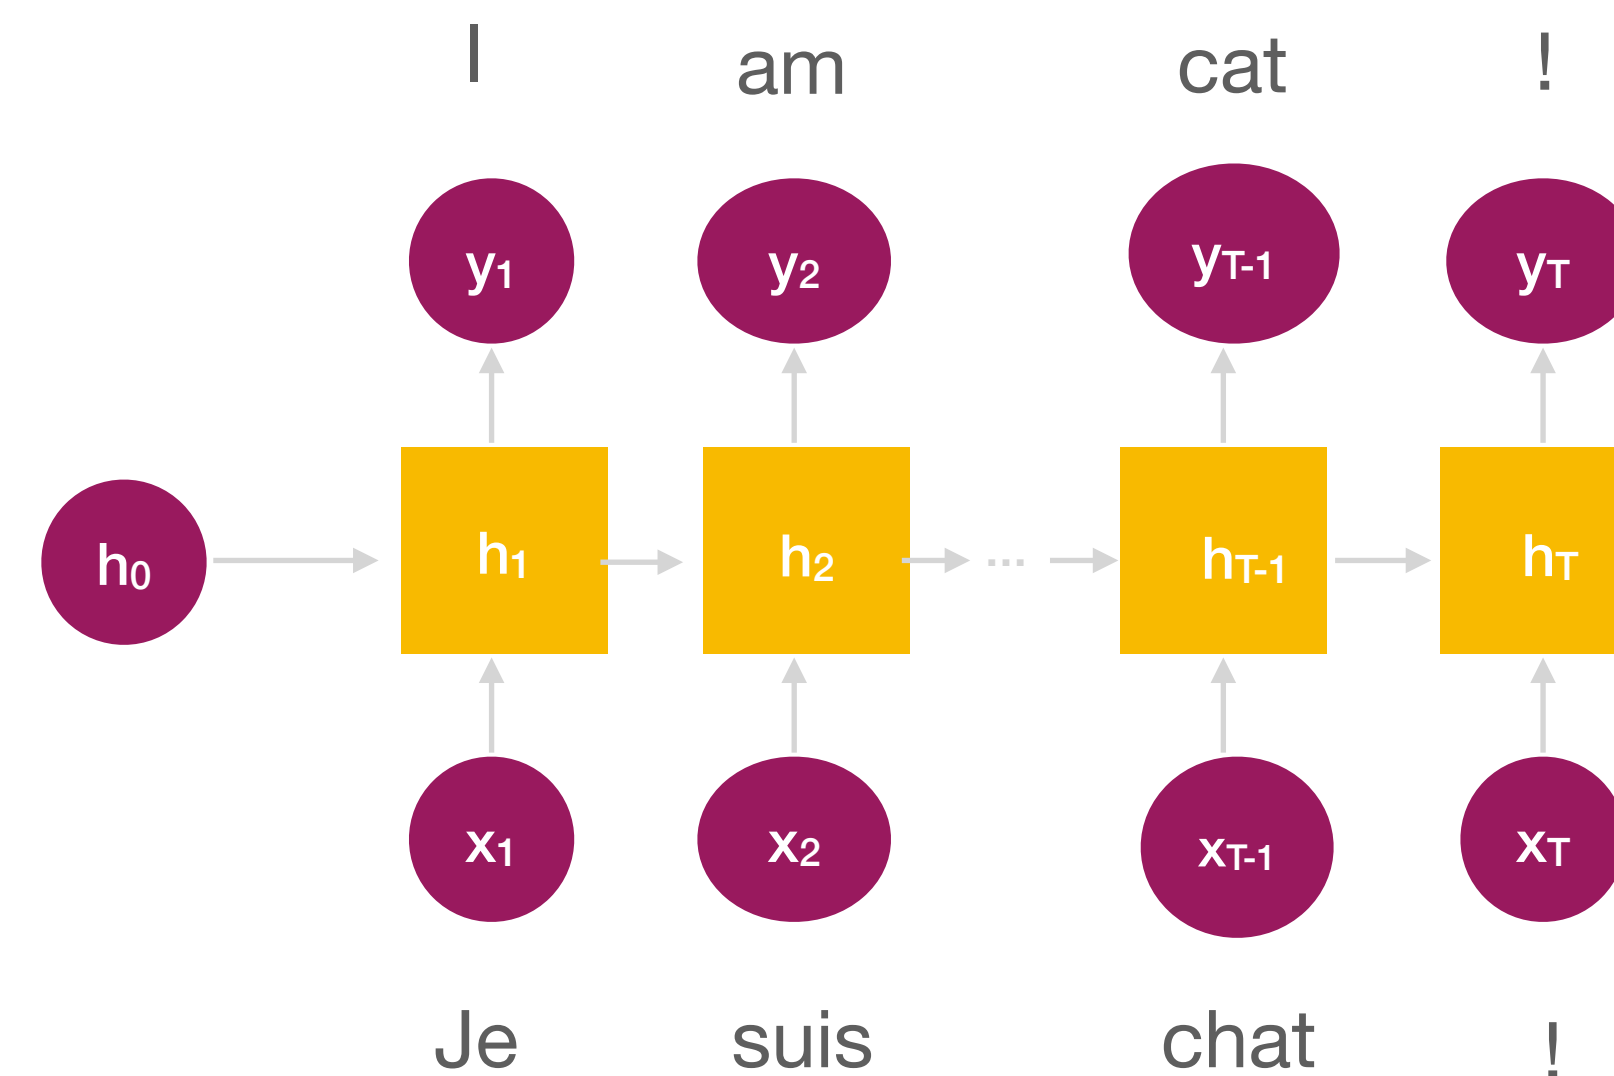 I am cat !
y1 y2 yT-1 yT
h0 h1 h2 ... hT-1 hT
x1 x2 xT-1 xT
Je suis chat !